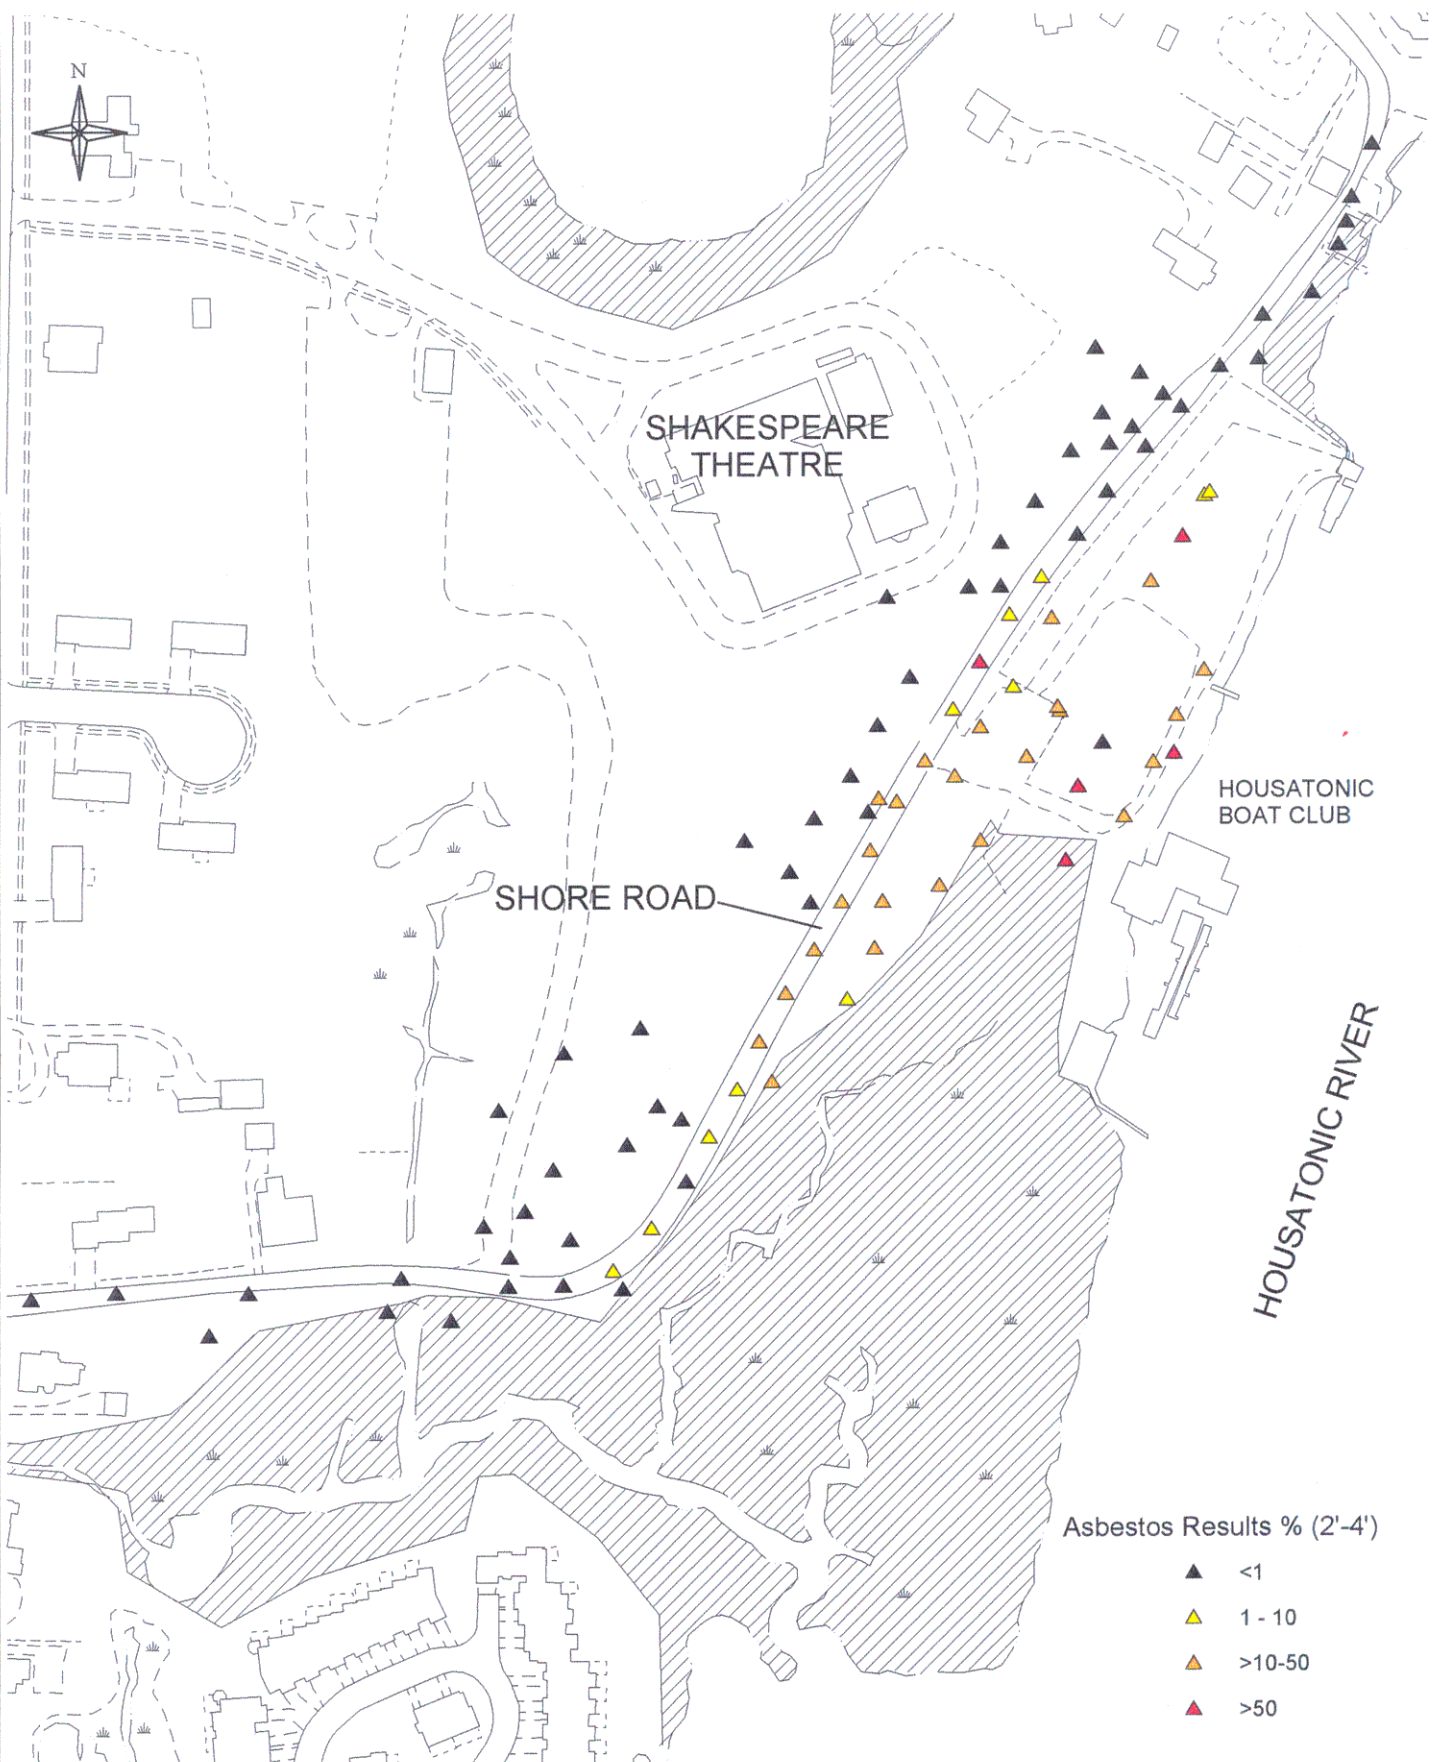 N
SHAKESPEARE
THEATRE
HOUSATONIC
BOAT CLUB
SHORE ROAD
HOUSATONIC RIVER
Asbestos Results % (2'-4')
<1
1 - 10
>10-50
>50